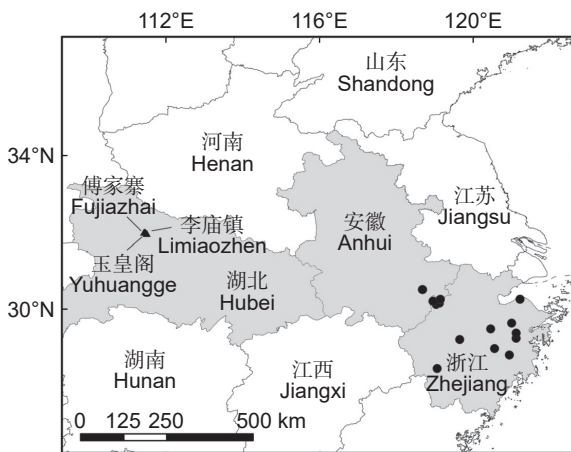 112°E 116°E 120°E
山东
Shandong
34°N
河南
Henan
傅家寨
Fujiazhai
李庙镇
Limiaozhen
江苏
Jiangsu
安徽
Anhui
玉皇阁
Yuhuangge
湖北
Hubei
30°N
湖南
Hunan
江西
Jiangxi
浙江
Zhejiang
0 125 250 500 km